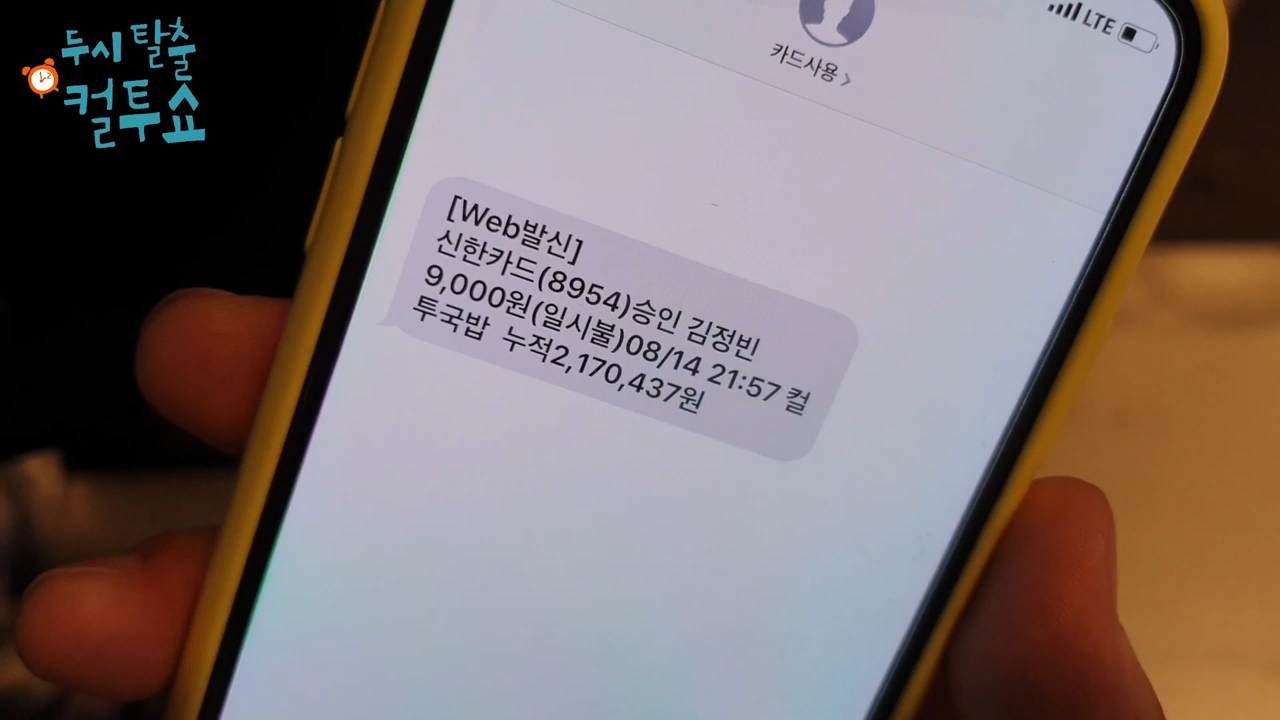 두시 탈출
컬투쇼
LTE
카드사용 >
[Web발신]
신한카드(8954)승인 김정빈
9,000원(일시불)08/14 21:57 컬
투국밥 누적2,170,437원